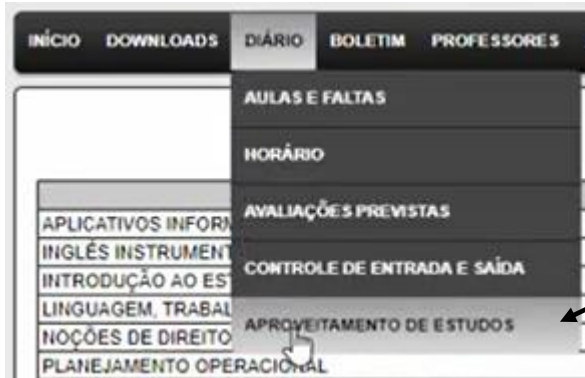 INÍCIO DOWNLOADS DIÁRIO BOLETIM PROFESSORES
AULAS E FALTAS
HORÁRIO
AVALIAÇÕES PREVISTAS
CONTROLE DE ENTRADA E SAÍDA
APROVEITAMENTO DE ESTUDOS
APLICATIVOS INFORM
INGLÊS INSTRUMENT
INTRODUÇÃO AO ES
LINGUAGEM, TRABAL
NOÇÕES DE DIREITO
PLANEJAMENTO OPERACIONAL